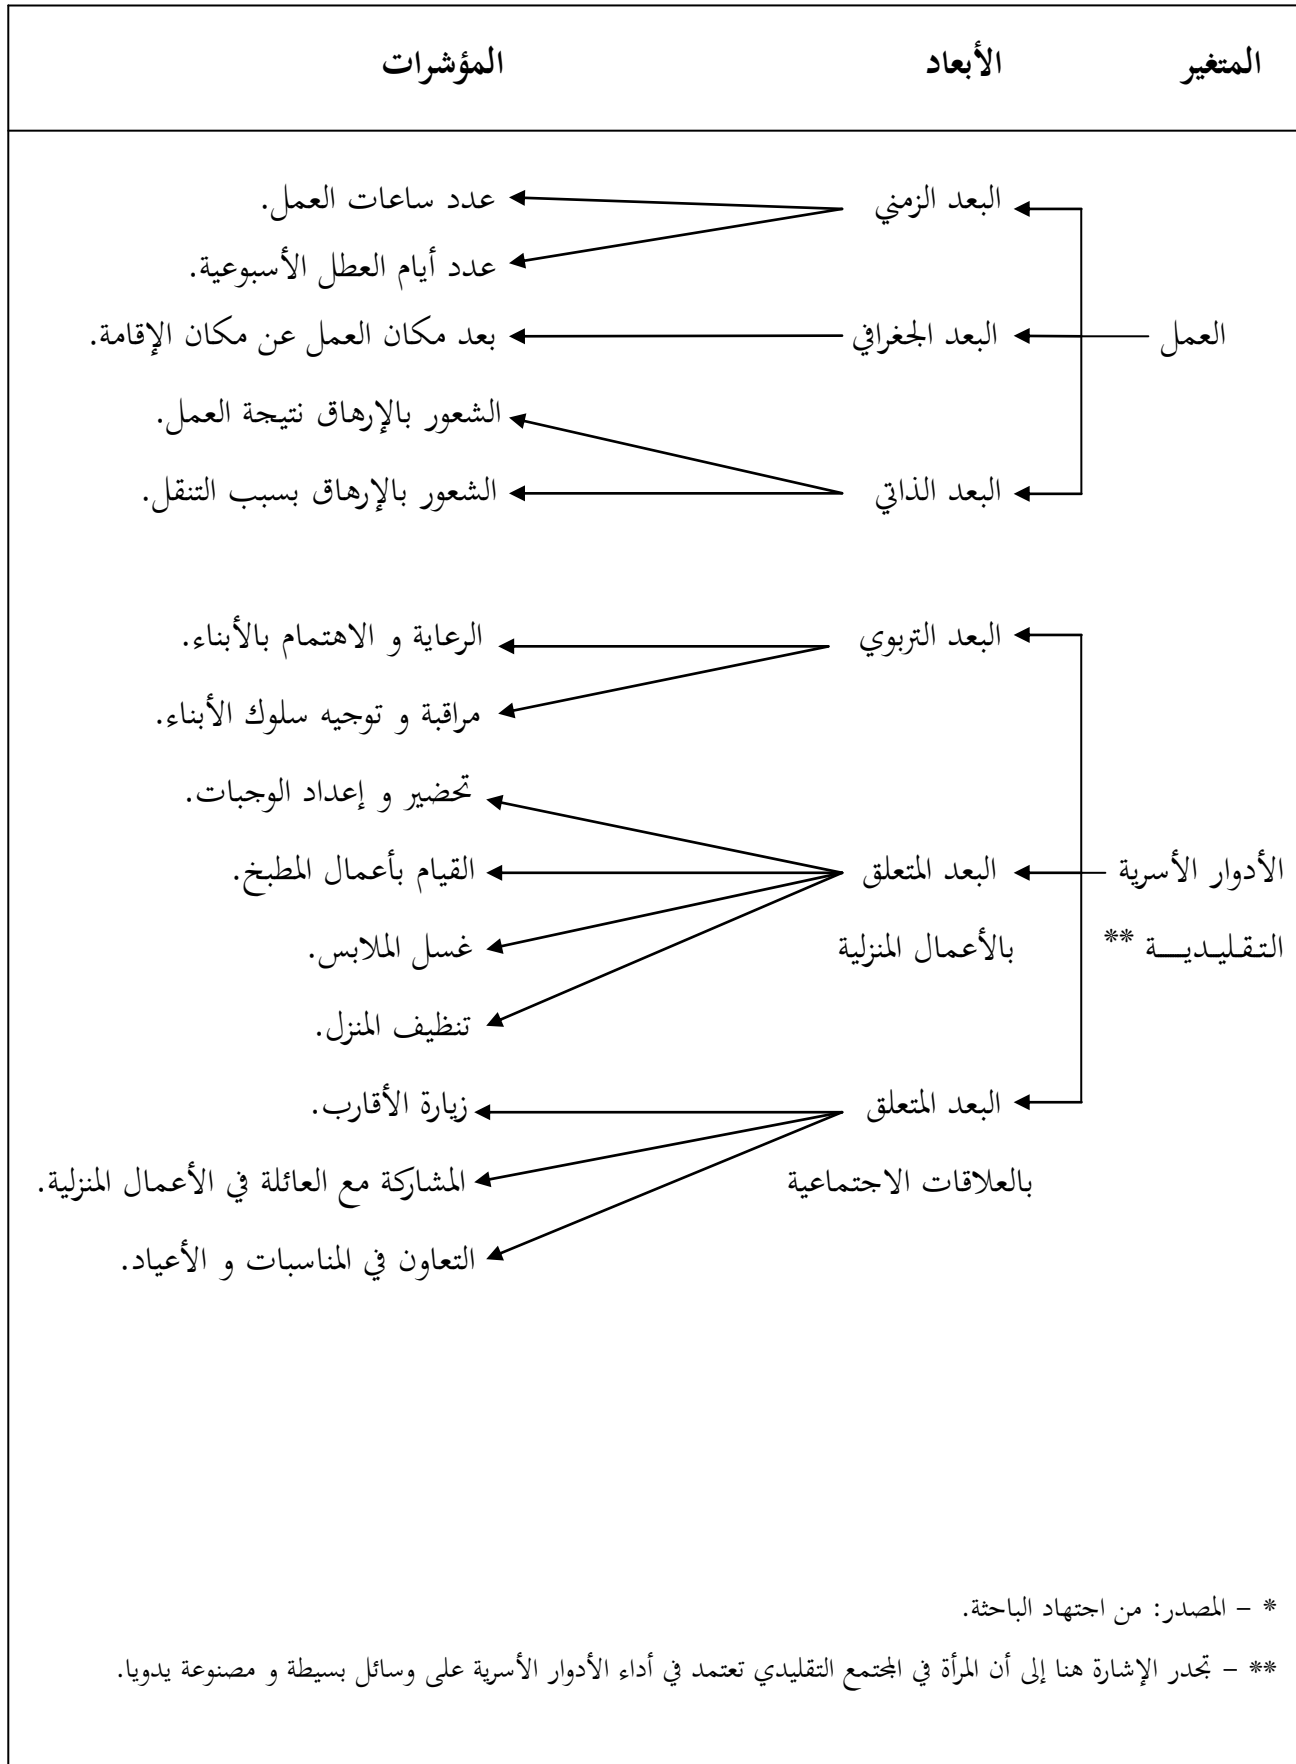 المتغير الأبعاد المؤشرات
البعد الزمني عدد ساعات العمل.
عدد أيام العطل الأسبوعية.
العمل البعد الجغرافي بعد مكان العمل عن مكان الإقامة.
الشعور بالإرهاق نتيجة العمل.
البعد الذاتي الشعور بالإرهاق بسبب التنقل.
البعد التربوي الرعاية و الاهتمام بالأبناء.
مراقبة و توجيه سلوك الأبناء.
تحضير و إعداد الوجبات.
الأدوار الأسرية البعد المتعلق القيام بأعمال المطبخ.
التـقـليـديــــة ** بالأعمال المنزلية غسل الملابس.
تنظيف المنزل.
البعد المتعلق زيارة الأقارب.
بالعلاقات الاجتماعية المشاركة مع العائلة في الأعمال المنزلية.
التعاون في المناسبات و الأعياد.
* – المصدر: من اجتهاد الباحثة.
** – تجدر الإشارة هنا إلى أن المرأة في المجتمع التقليدي تعتمد في أداء الأدوار الأسرية على وسائل بسيطة و مصنوعة يدويا.